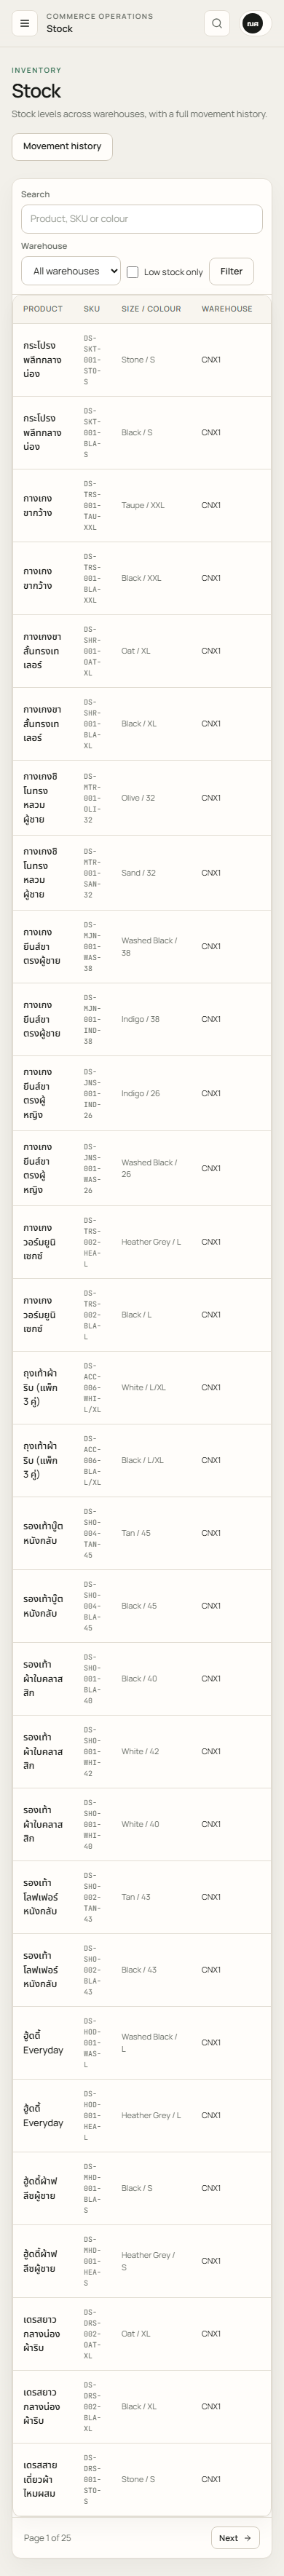 COMMERCE OPERATIONS
Stock
INVENTORY
Stock
Stock levels across warehouses, with a full movement history.
Movement history
Search
Product, SKU or colour
Warehouse
All warehouses
Low stock only
Filter
PRODUCT SKU SIZE / COLOUR WAREHOUSE
กระโปรง
พลีทกลาง
น่อง
DS-
SKT-
001-
STO-
S
Stone / S
CNX1
กระโปรง
พลีทกลาง
น่อง
DS-
SKT-
001-
BLA-
S
Black / S
CNX1
กางเกง
ขากว้าง
DS-
TRS-
001-
TAU-
XXL
Taupe / XXL
CNX1
กางเกง
ขากว้าง
DS-
TRS-
001-
BLA-
XXL
Black / XXL
CNX1
กางเกงขา
สั้นทรงเท
เลอร์
DS-
SHR-
001-
OAT-
XL
Oat / XL
CNX1
กางเกงขา
สั้นทรงเท
เลอร์
DS-
SHR-
001-
BLA-
XL
Black / XL
CNX1
กางเกงชิ
โนทรง
หลวม
ผู้ชาย
DS-
MTR-
001-
OLI-
32
Olive / 32
CNX1
กางเกงชิ
โนทรง
หลวม
ผู้ชาย
DS-
MTR-
001-
SAN-
32
Sand / 32
CNX1
กางเกง
ยีนส์ขา
ตรงผู้ชาย
DS-
MJN-
001-
WAS-
38
Washed Black /
38
CNX1
กางเกง
ยีนส์ขา
ตรงผู้ชาย
DS-
MJN-
001-
IND-
38
Indigo / 38
CNX1
กางเกง
ยีนส์ขา
ตรงผู้
หญิง
DS-
JNS-
001-
IND-
26
Indigo / 26
CNX1
กางเกง
ยีนส์ขา
ตรงผู้
หญิง
DS-
JNS-
001-
WAS-
26
Washed Black /
26
CNX1
กางเกง
วอร์มยูนิ
เซกซ์
DS-
TRS-
002-
HEA-
L
Heather Grey / L
CNX1
กางเกง
วอร์มยูนิ
เซกซ์
DS-
TRS-
002-
BLA-
L
Black / L
CNX1
ถุงเท้าผ้า
ริบ (แพ็ก
3 คู่)
DS-
ACC-
006-
WHI-
L/XL
White / L/XL
CNX1
ถุงเท้าผ้า
ริบ (แพ็ก
3 คู่)
DS-
ACC-
006-
BLA-
L/XL
Black / L/XL
CNX1
รองเท้าบู๊ต
หนังกลับ
DS-
SHO-
004-
TAN-
45
Tan / 45
CNX1
รองเท้าบู๊ต
หนังกลับ
DS-
SHO-
004-
BLA-
45
Black / 45
CNX1
รองเท้า
ผ้าใบคลาส
สิก
DS-
SHO-
001-
BLA-
40
Black / 40
CNX1
รองเท้า
ผ้าใบคลาส
สิก
DS-
SHO-
001-
WHI-
42
White / 42
CNX1
รองเท้า
ผ้าใบคลาส
สิก
DS-
SHO-
001-
WHI-
40
White / 40
CNX1
รองเท้า
โลฟเฟอร์
หนังกลับ
DS-
SHO-
002-
TAN-
43
Tan / 43
CNX1
รองเท้า
โลฟเฟอร์
หนังกลับ
DS-
SHO-
002-
BLA-
43
Black / 43
CNX1
ฮู้ดดี้
Everyday
DS-
HOD-
001-
WAS-
L
Washed Black /
L
CNX1
ฮู้ดดี้
Everyday
DS-
HOD-
001-
HEA-
L
Heather Grey / L
CNX1
ฮู้ดดี้ผ้าฟ
ลีซผู้ชาย
DS-
MHD-
001-
BLA-
S
Black / S
CNX1
ฮู้ดดี้ผ้าฟ
ลีซผู้ชาย
DS-
MHD-
001-
HEA-
S
Heather Grey /
S
CNX1
เดรสยาว
กลางน่อง
ผ้าริบ
DS-
DRS-
002-
OAT-
XL
Oat / XL
CNX1
เดรสยาว
กลางน่อง
ผ้าริบ
DS-
DRS-
002-
BLA-
XL
Black / XL
CNX1
เดรสสาย
เดี่ยวผ้า
ไหมผสม
DS-
DRS-
001-
STO-
S
Stone / S
CNX1
Page 1 of 25
Next →